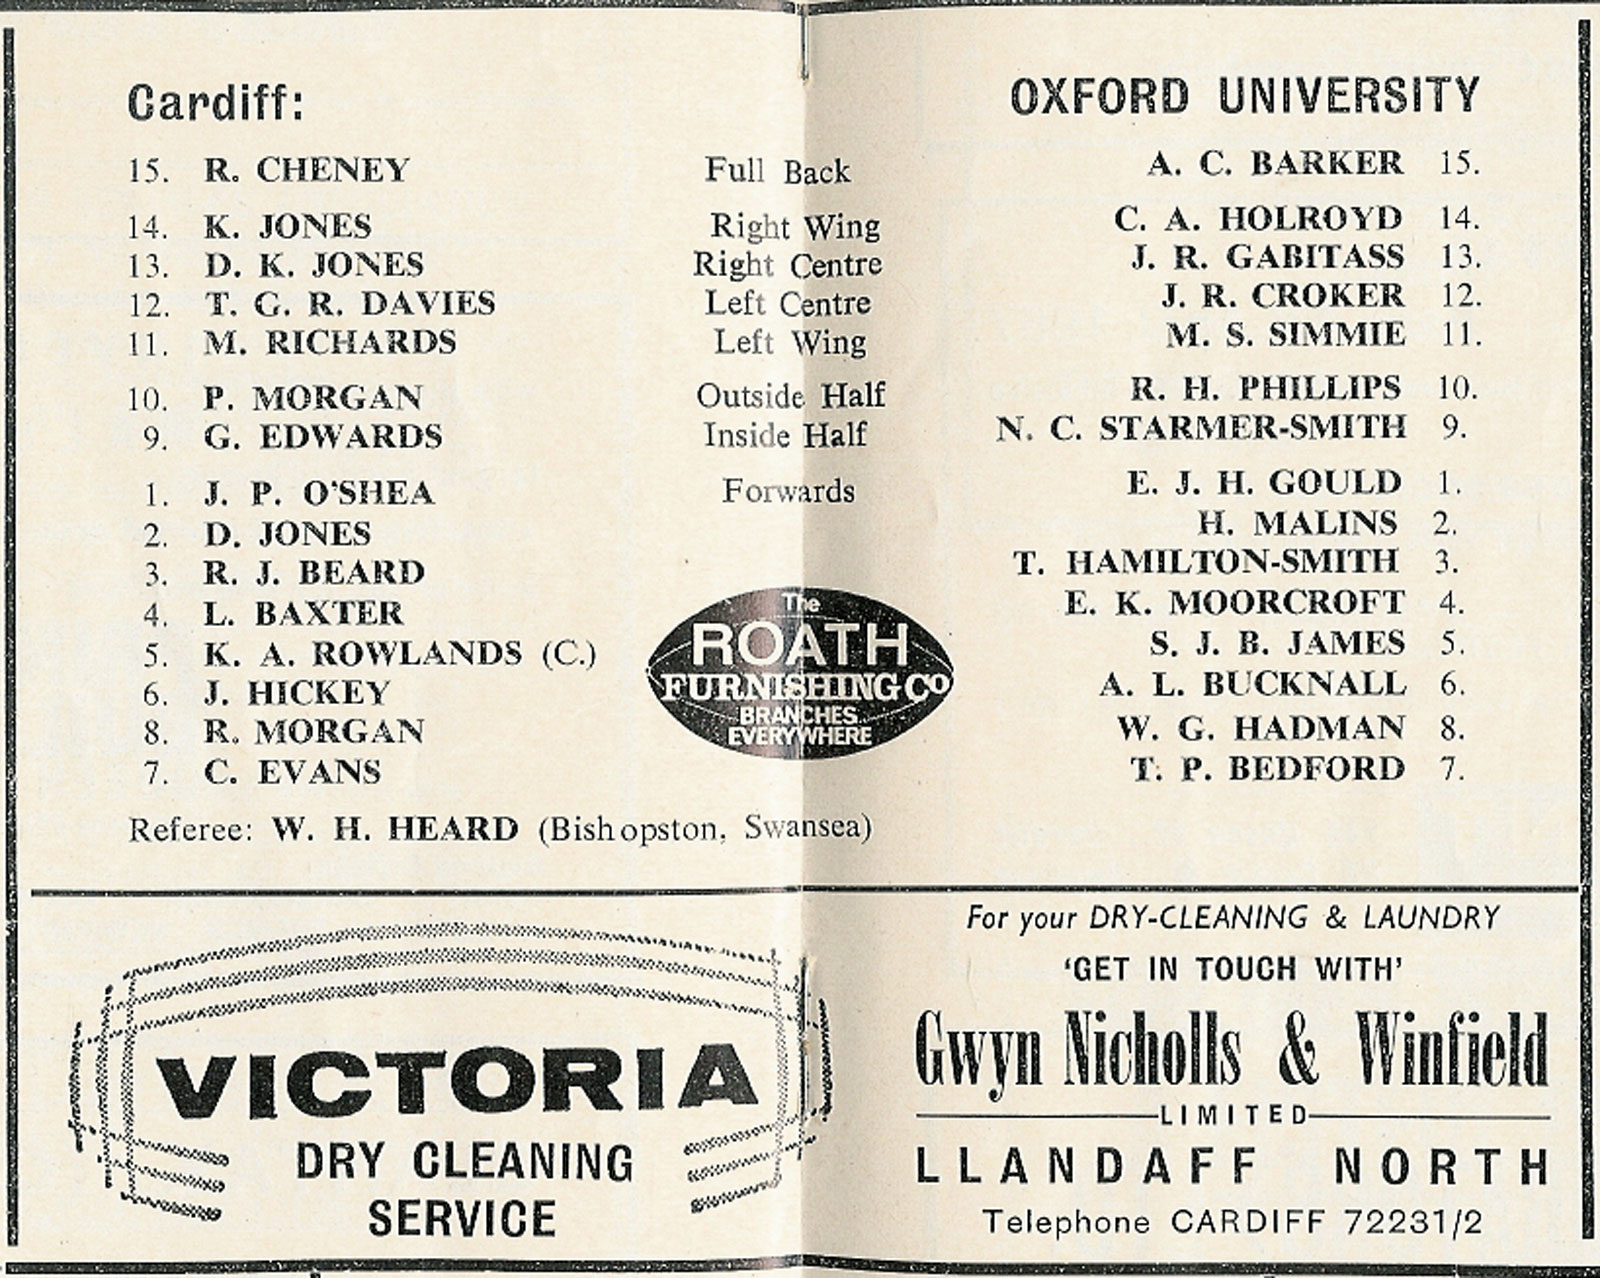 Cardiff: OXFORD UNIVERSITY
15. R. CHENEY Full Back A. C. BARKER 15.
14. K. JONES Right Wing C. A. HOLROYD 14.
13. D. K. JONES Right Centre J. R. GABITASS 13.
12. T. G. R. DAVIES Left Centre J. R. CROKER 12.
11. M. RICHARDS Left Wing M. S. SIMMIE 11.
10. P. MORGAN Outside Half R. H. PHILLIPS 10.
9. G. EDWARDS Inside Half N. C. STARMER-SMITH 9.
1. J. P. O'SHEA Forwards E. J. H. GOULD 1.
2. D. JONES H. MALINS 2.
3. R. J. BEARD T. HAMILTON-SMITH 3.
4. L. BAXTER E. K. MOORCROFT 4.
5. K. A. ROWLANDS (C.) S. J. B. JAMES 5.
6. J. HICKEY A. L. BUCKNALL 6.
8. R. MORGAN W. G. HADMAN 8.
7. C. EVANS T. P. BEDFORD 7.
The
ROATH
FURNISHING CO
BRANCHES
EVERYWHERE
Referee: W. H. HEARD (Bishopston, Swansea)
VICTORIA
DRY CLEANING
SERVICE
For your DRY-CLEANING & LAUNDRY
'GET IN TOUCH WITH'
Gwyn Nicholls & Winfield
LIMITED
LLANDAFF NORTH
Telephone CARDIFF 72231/2